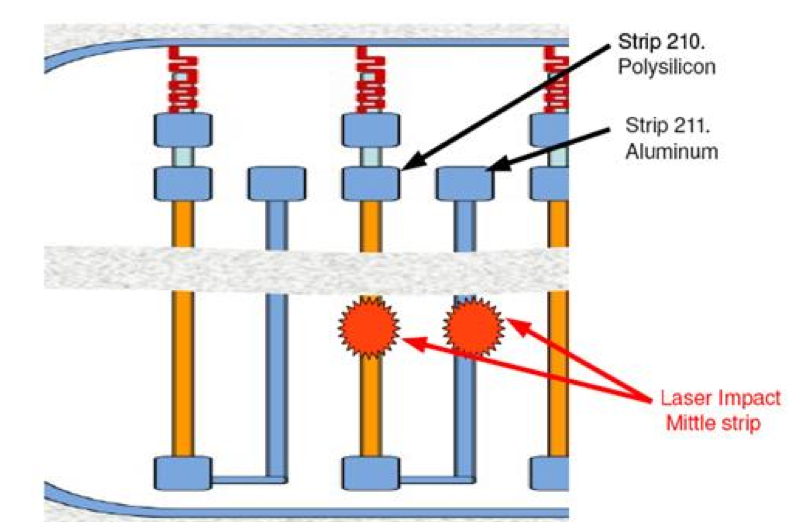 Strip 210.
Polysilicon
Strip 211.
Aluminum
Laser Impact
Mittle strip